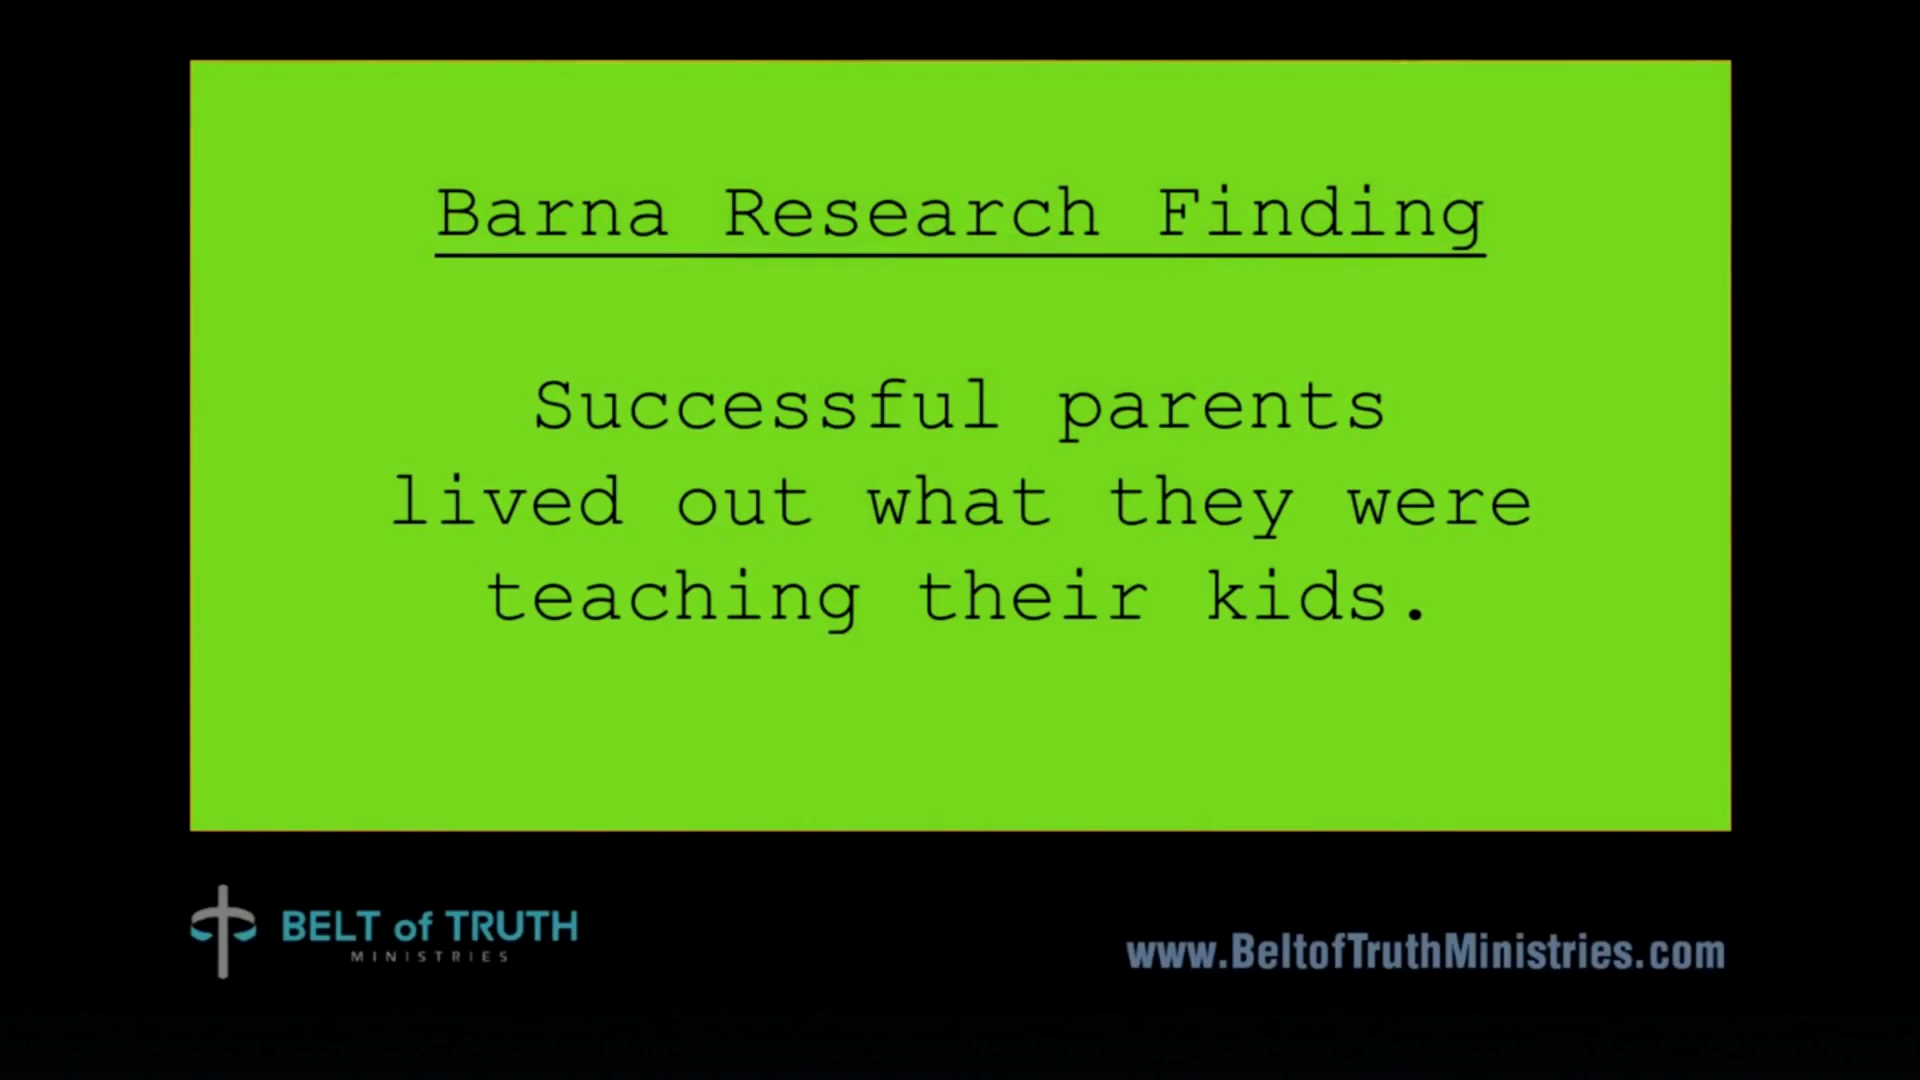 Barna Research Finding
Successful parents
lived out what they were
teaching their kids.
BELT of TRUTH
MINISTRIES
www.BeltofTruthMinistries.com